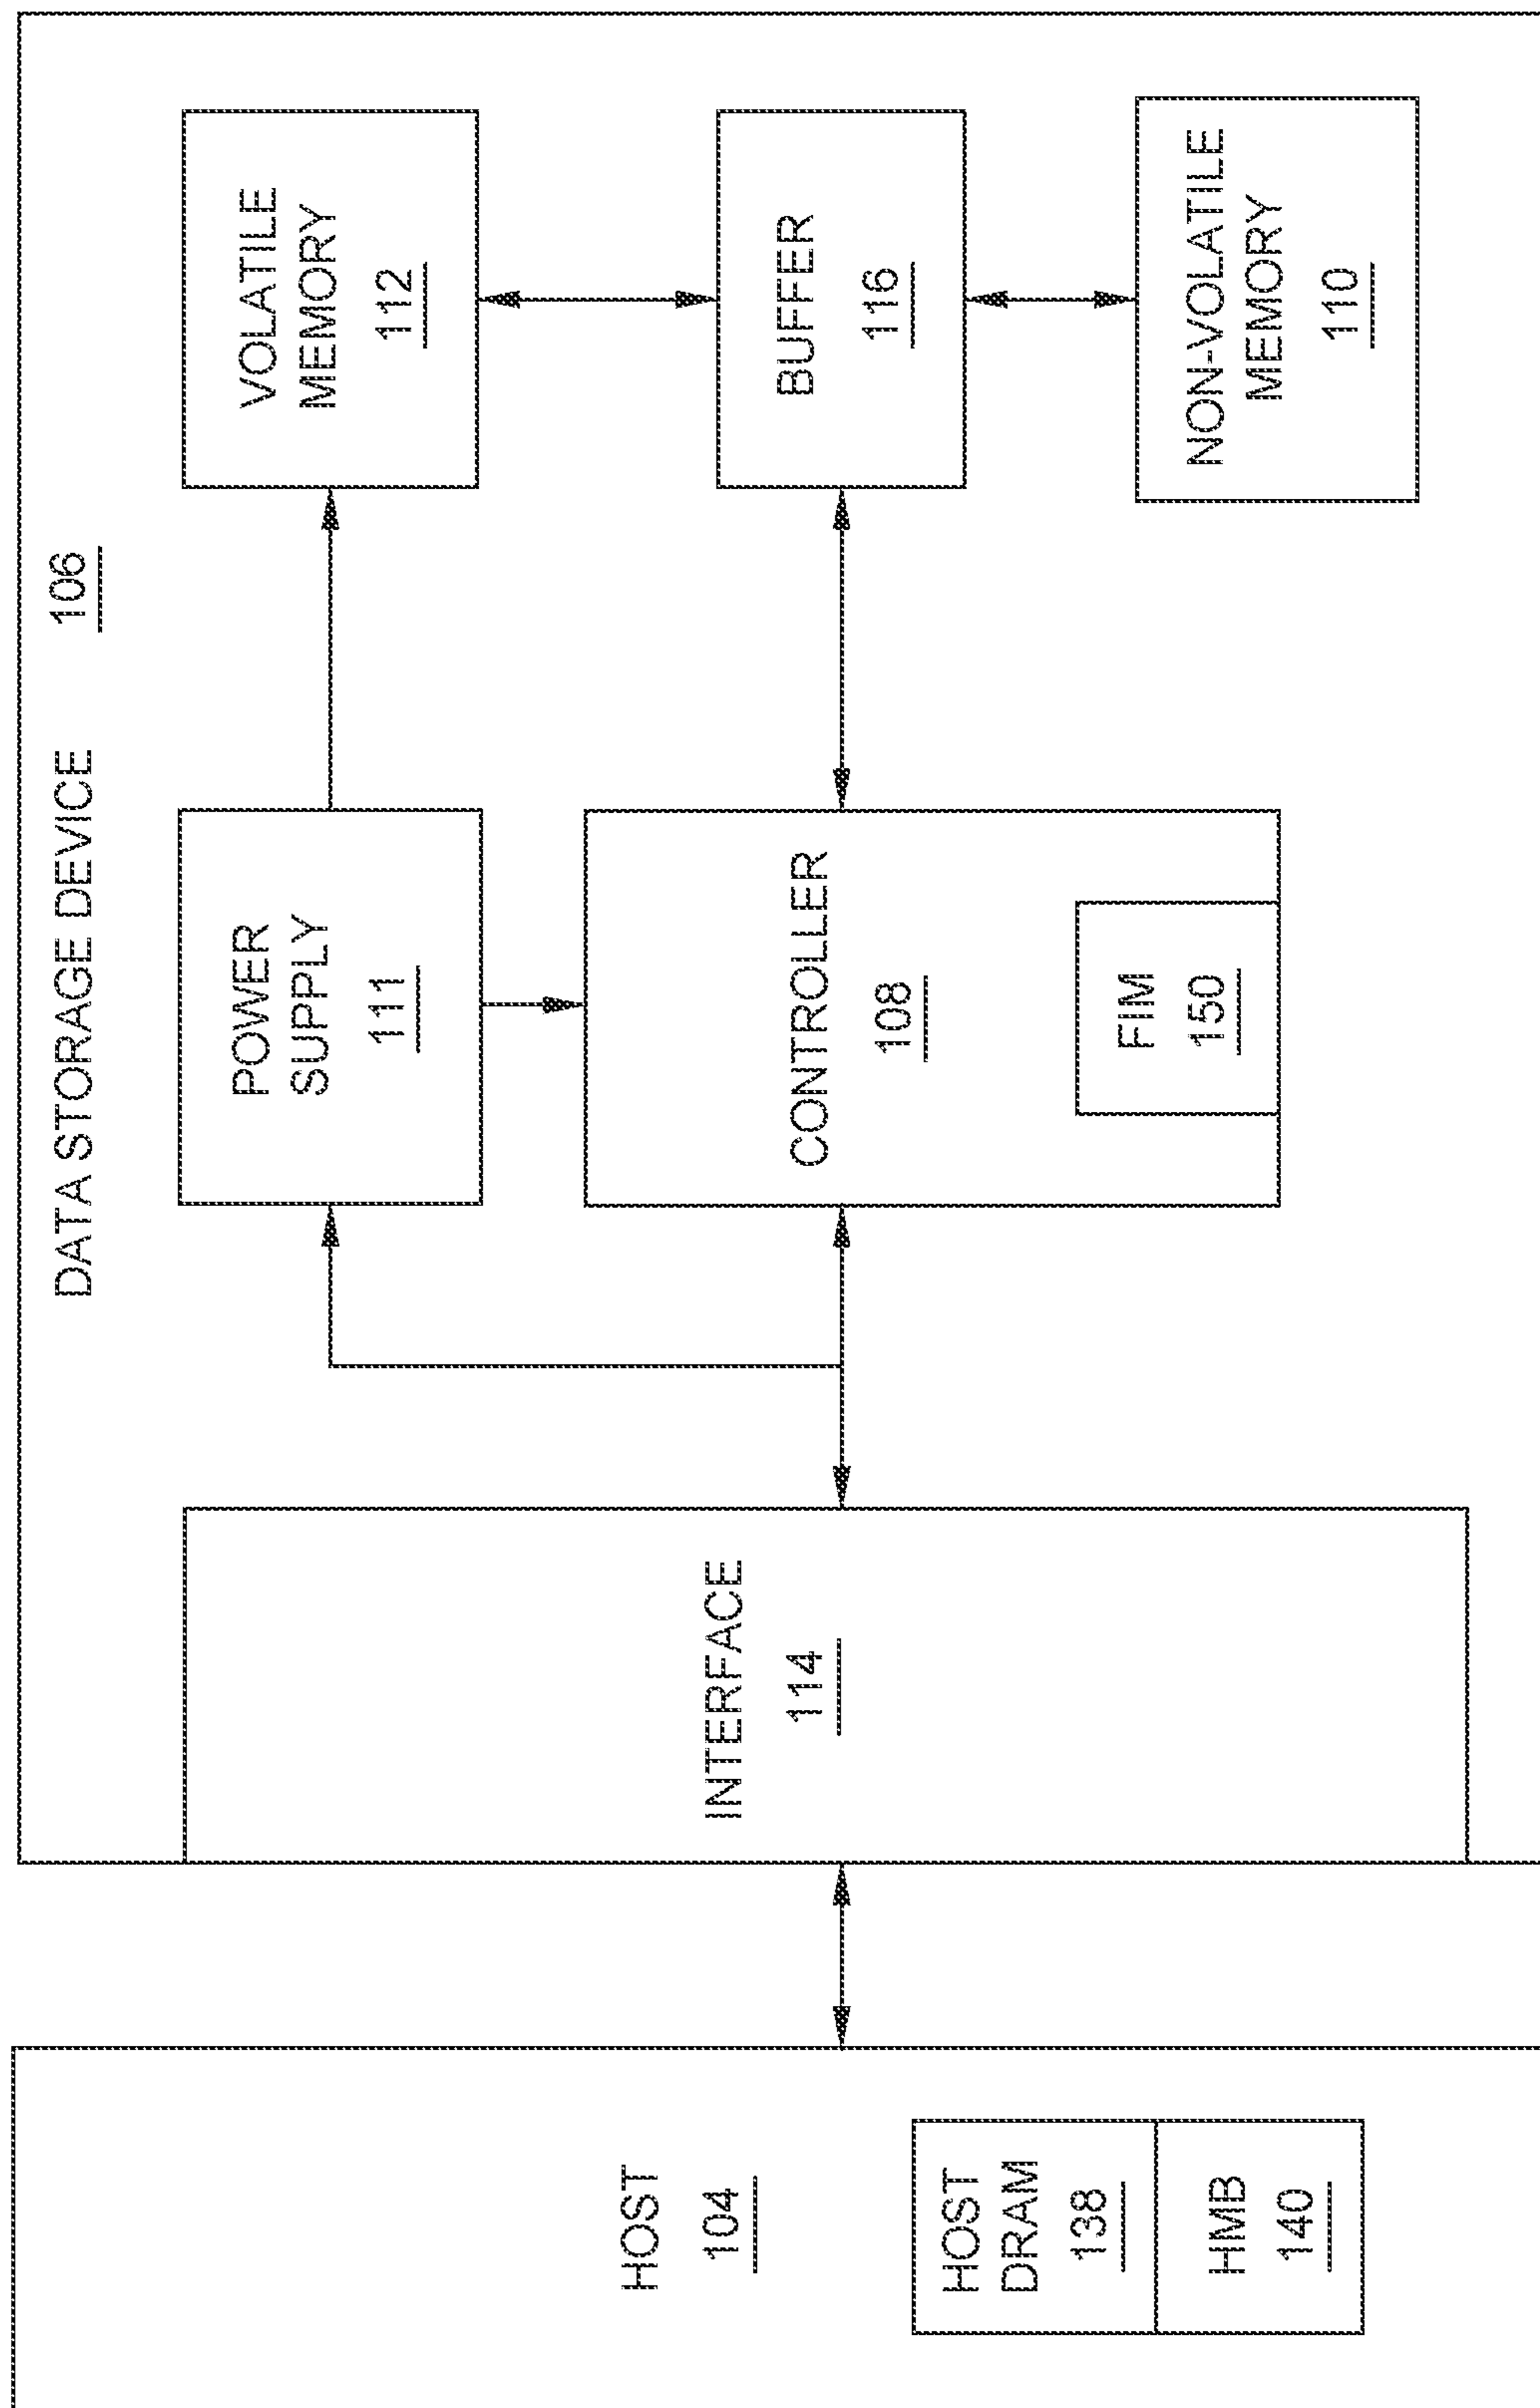 DATA STORAGE DEVICE 106
HOST
104
HOST
DRAM
138
HMB
140
INTERFACE
114
POWER
SUPPLY
111
CONTROLLER
108
FIM
150
VOLATILE
MEMORY
112
BUFFER
116
NON-VOLATILE
MEMORY
110